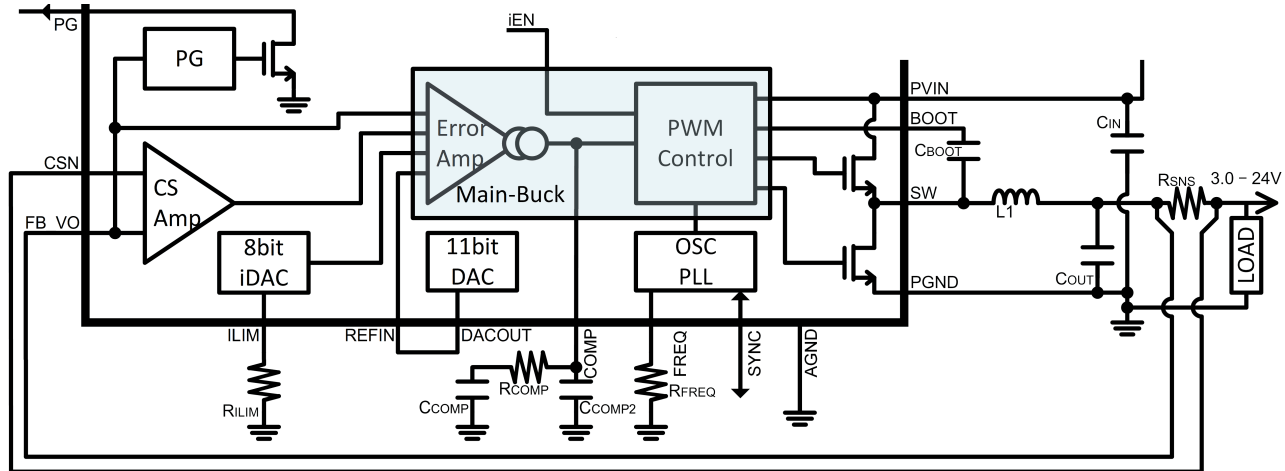 PG
iEN
PG
PVIN
BOOT
CIN
CBOOT
Error
Amp
PWM
Control
Main-Buck
CSN
CS
Amp
RSNS
3.0 – 24V
SW
L1
FB VO
8bit
iDAC
11bit
DAC
OSC
PLL
COUT
LOAD
PGND
ILIM
REFIN
DACOUT
COMP
FREQ
SYNC
AGND
RILIM
RCOMP
CCOMP
CCOMP2
RFREQ